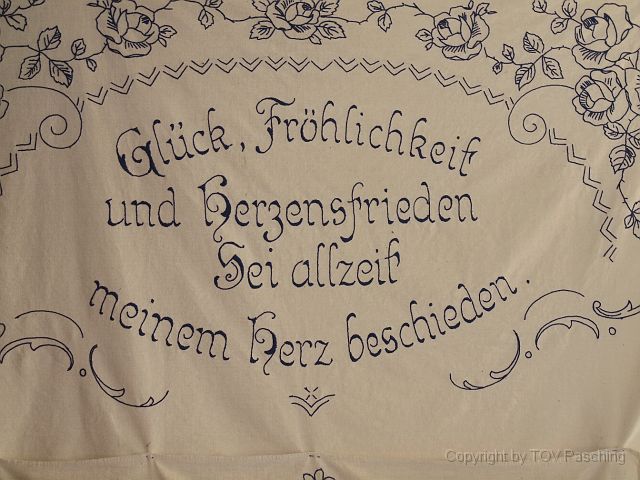 Glück, Fröhlichkeit
und Herzensfrieden
Sei allzeit
meinem Herz beschieden.
Copyright by TOV Pasching